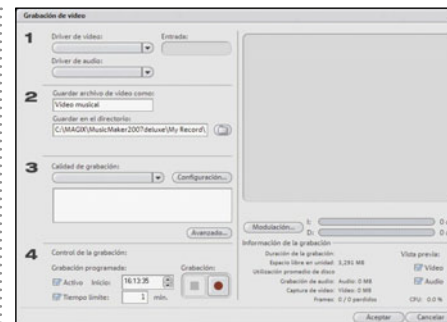 Grabación de vídeo
1
Driver de vídeo:
Entrada:
Driver de audio:
2
Guardar archivo de vídeo como:
Vídeo musical
Guardar en el directorio:
C:\MAGIX\MusicMaker2007deluxe\My Record\
3
Calidad de grabación:
Configuración...
Avanzado...
4
Control de la grabación:
Grabación programada:
Grabación:
Activo Inicio: 16:13:35
Tiempo límite: 1 min.
Modulación...
I: 0
D: 0
Información de la grabación
Duración de la grabación
Espacio libre en unidad: 3,291 MB
Utilización promedio de disco
Grabación de audio: Audio: 0 MB
Captura de vídeo: Vídeo: 0 MB
Frames: 0 / 0 perdidos
Vista previa:
Vídeo
Audio
CPU: 0.0 %
Aceptar
Cancelar